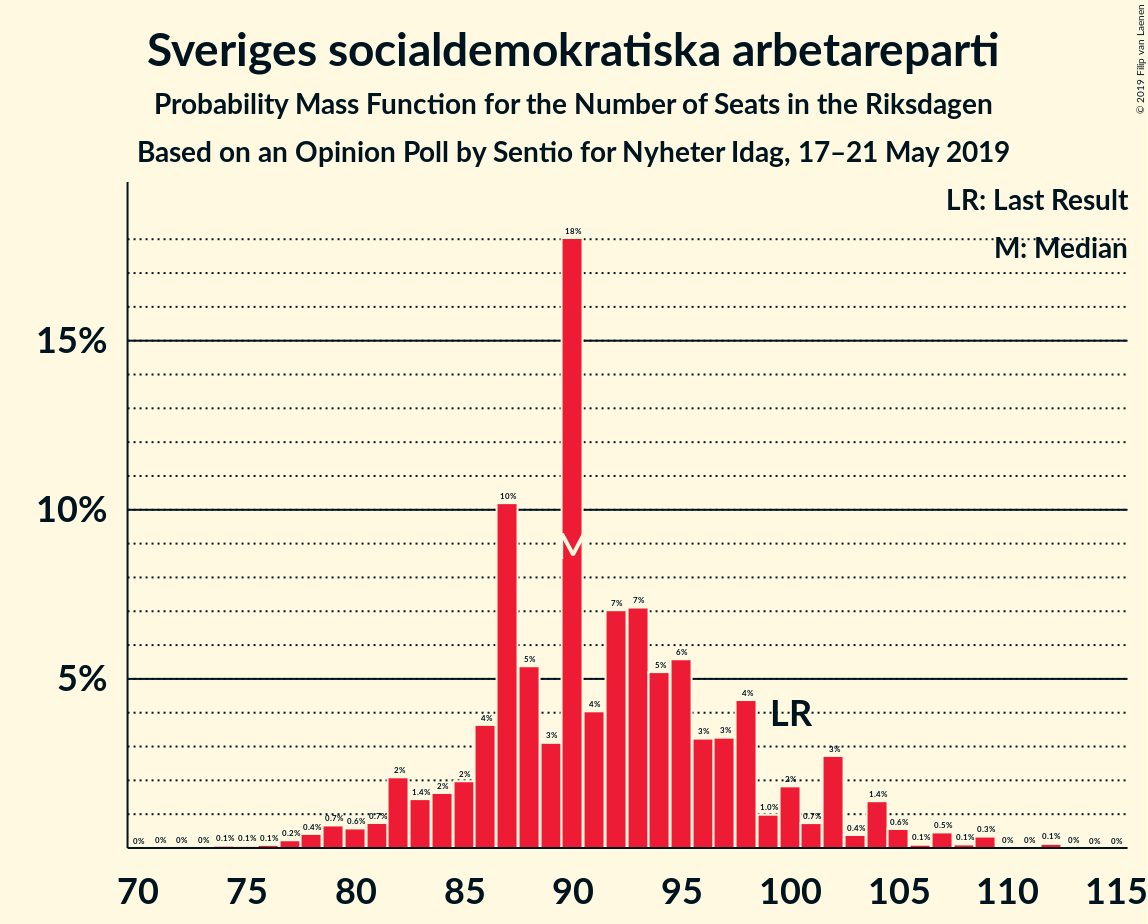 Sveriges socialdemokratiska arbetareparti
Probability Mass Function for the Number of Seats in the Riksdagen
Based on an Opinion Poll by Sentio for Nyheter Idag, 17–21 May 2019
© 2019 Filip van Laenen
LR: Last Result
M: Median
15%
10%
5%
0% 0% 0% 0% 0.1% 0.1% 0.1% 0.2% 0.4% 0.7% 0.6% 0.7% 2% 1.4% 2% 2% 4% 10% 5% 3% 18% 4% 7% 7% 5% 6% 3% 3% 4% 1.0% 2% 0.7% 3% 0.4% 1.4% 0.6% 0.1% 0.5% 0.1% 0.3% 0% 0% 0.1% 0% 0% 0%
M
LR
70 75 80 85 90 95 100 105 110 115